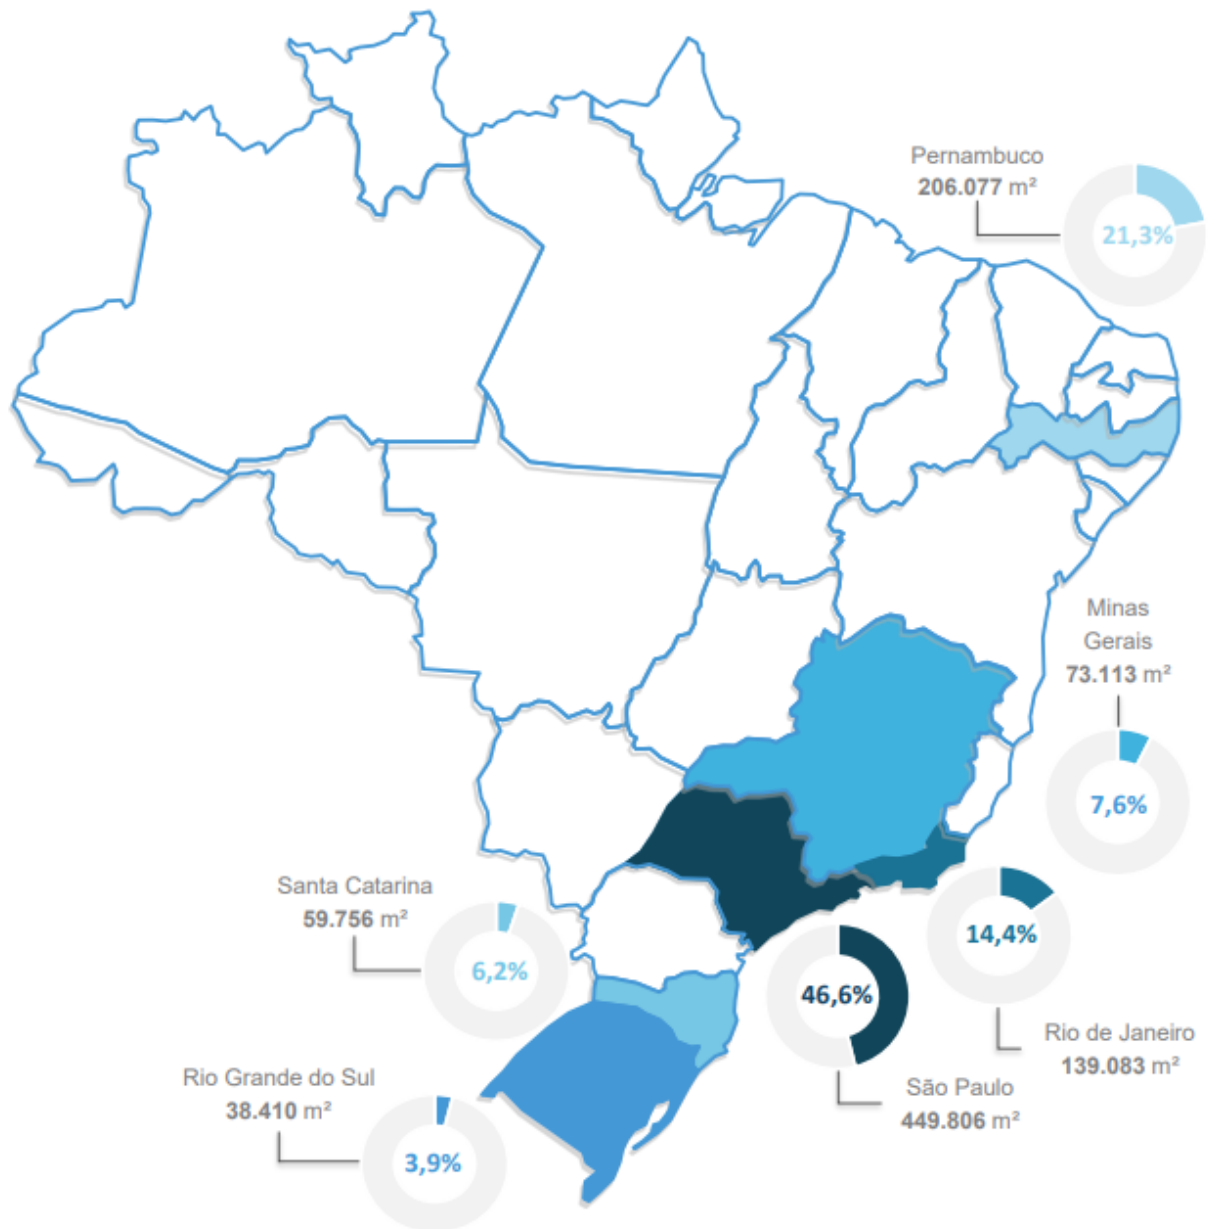 Pernambuco
206.077 m²
21,3%
Minas
Gerais
73.113 m²
7,6%
Santa Catarina
59.756 m²
6,2%
14,4%
46,6%
Rio de Janeiro
139.083 m²
Rio Grande do Sul
38.410 m²
São Paulo
449.806 m²
3,9%